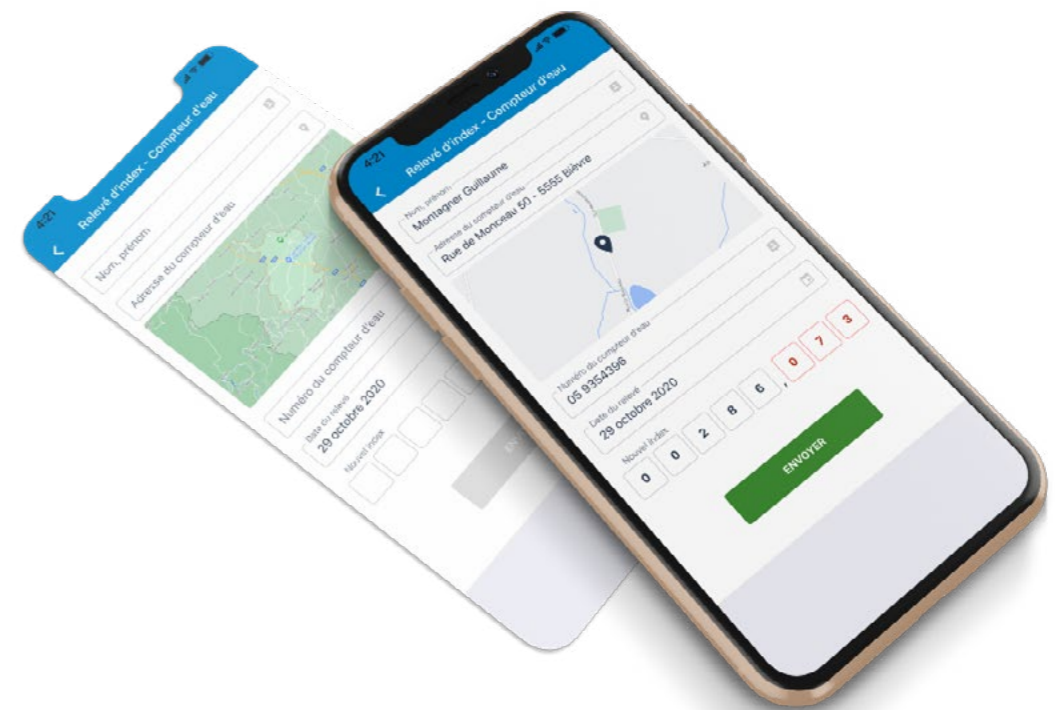 4:21
Relevé d'index - Compteur d'eau
Nom, prénom
Adresse du compteur d'eau
Numéro du compteur d'eau
Date du relevé
29 octobre 2020
Nouvel index
4:21
Relevé d'index - Compteur d'eau
Nom, prénom
Montagner Guillaume
Adresse du compteur d'eau
Rue de Monceau 50 - 5555 Bièvre
Numéro du compteur d'eau
05 9354396
Date du relevé
29 octobre 2020
Nouvel index
0 0 2 8 6 , 0 7 3
ENVOYER